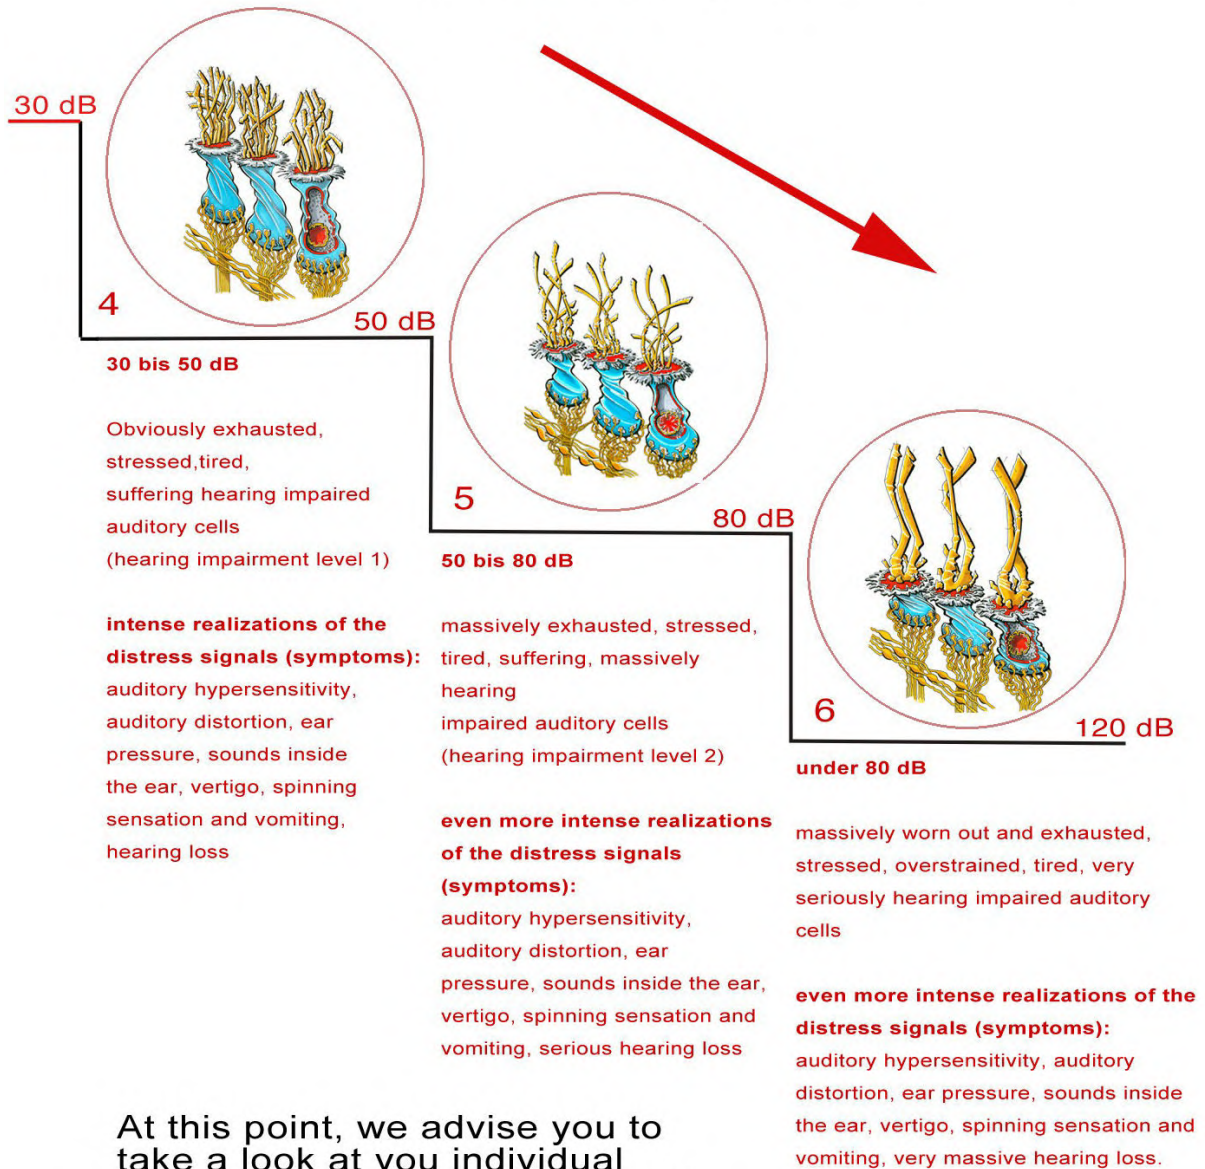 30 dB
4
50 dB
30 bis 50 dB
Obviously exhausted,
stressed,tired,
suffering hearing impaired
auditory cells
(hearing impairment level 1)
intense realizations of the
distress signals (symptoms):
auditory hypersensitivity,
auditory distortion, ear
pressure, sounds inside
the ear, vertigo, spinning
sensation and vomiting,
hearing loss
5
80 dB
50 bis 80 dB
massively exhausted, stressed,
tired, suffering, massively
hearing
impaired auditory cells
(hearing impairment level 2)
even more intense realizations
of the distress signals
(symptoms):
auditory hypersensitivity,
auditory distortion, ear
pressure, sounds inside the ear,
vertigo, spinning sensation and
vomiting, serious hearing loss
6
120 dB
under 80 dB
massively worn out and exhausted,
stressed, overstrained, tired, very
seriously hearing impaired auditory
cells
even more intense realizations of the
distress signals (symptoms):
auditory hypersensitivity, auditory
distortion, ear pressure, sounds inside
the ear, vertigo, spinning sensation and
vomiting, very massive hearing loss.
At this point, we advise you to
take a look at you individual